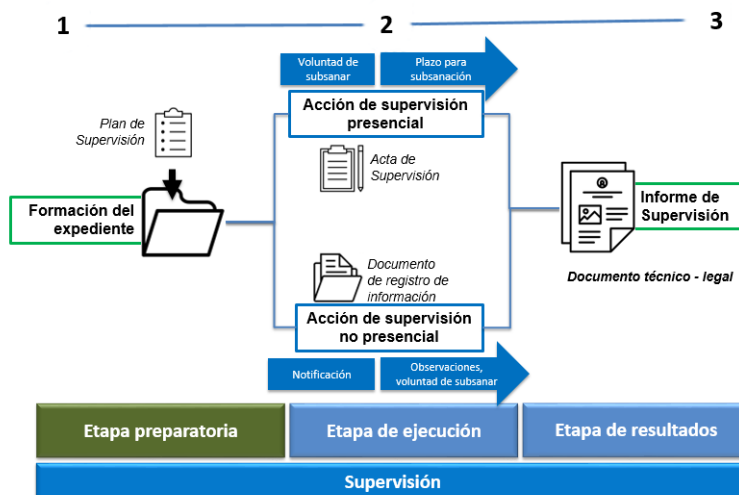 1
2
3
Voluntad de
subsanar
Plazo para
subsanación
Acción de supervisión
presencial
Plan de
Supervisión
Acta de
Supervisión
Formación del
expediente
Informe de
Supervisión
Documento
de registro de
información
Documento técnico - legal
Acción de supervisión
no presencial
Notificación
Observaciones,
voluntad de subsanar
Etapa preparatoria
Etapa de ejecución
Etapa de resultados
Supervisión